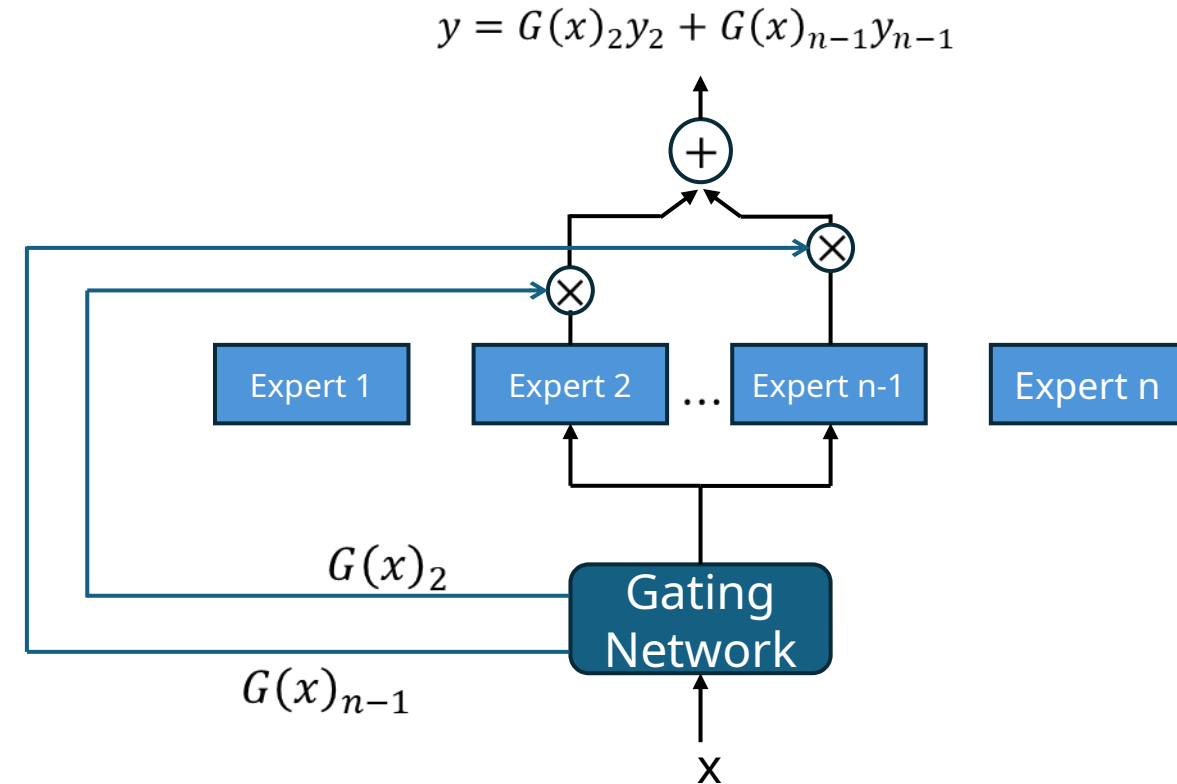 y = G(x)₂y₂ + G(x)ₙ₋₁yₙ₋₁
+
×
×
Expert 1
Expert 2
...
Expert n-1
Expert n
G(x)₂
Gating
Network
G(x)ₙ₋₁
x